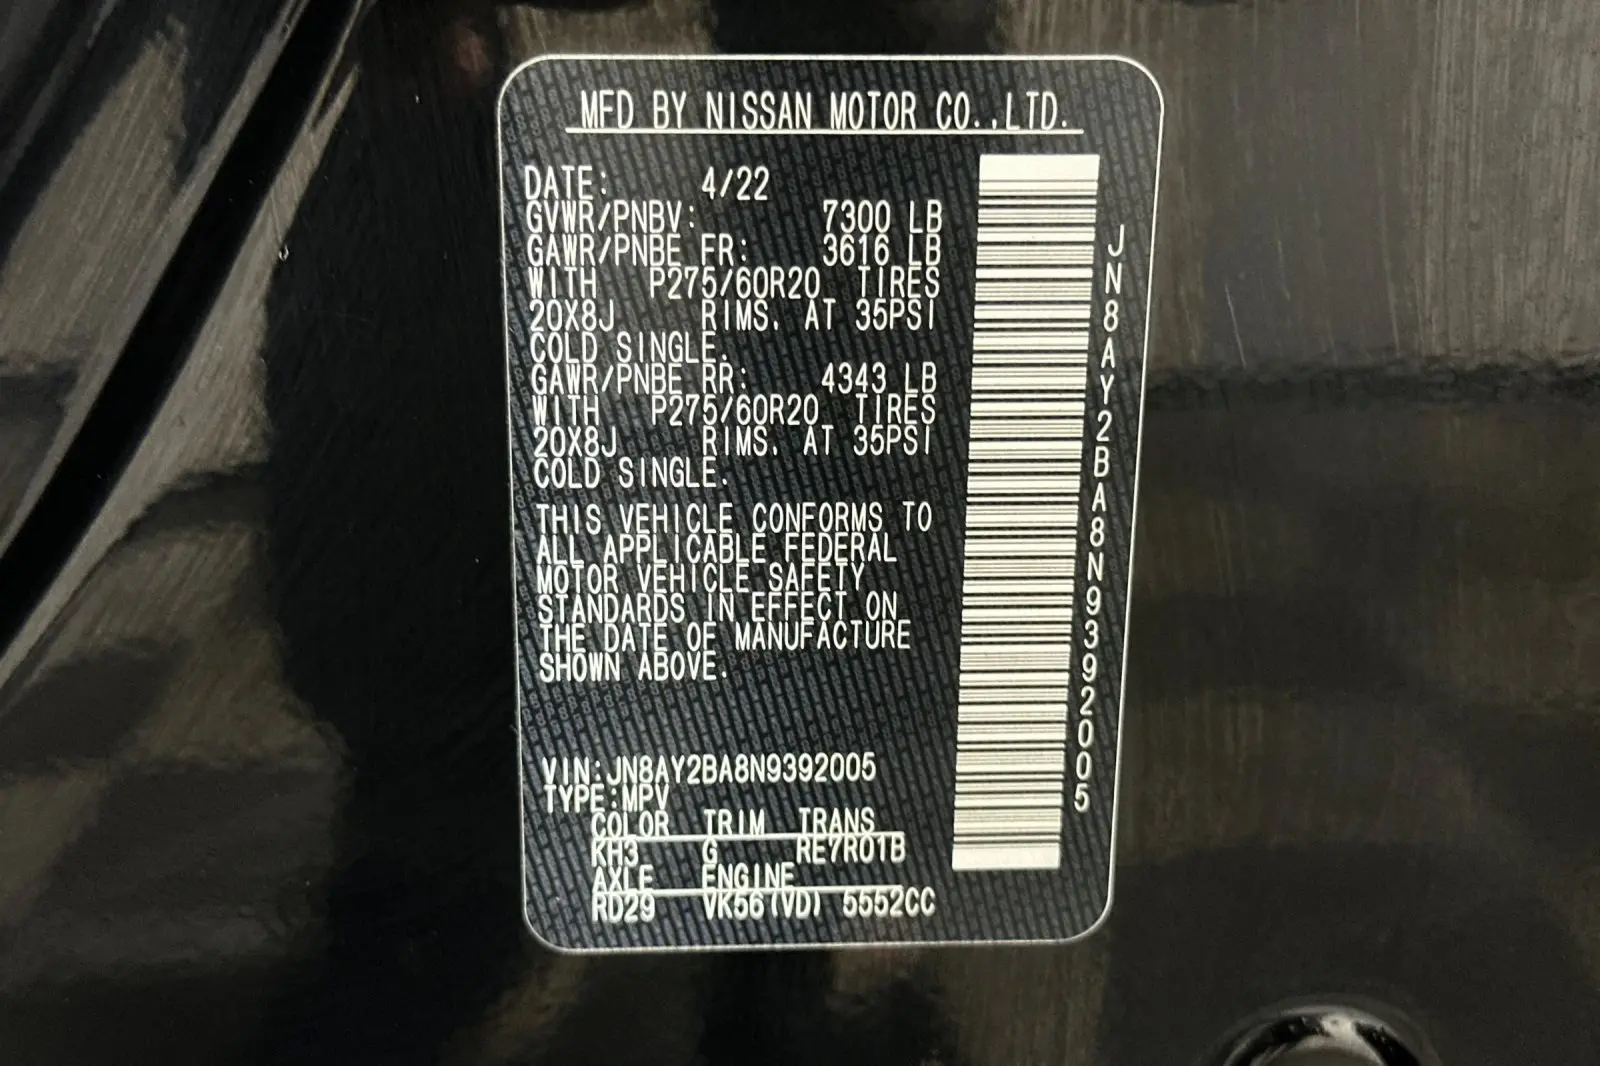 MFD BY NISSAN MOTOR CO.,LTD.
DATE: 4/22
GVWR/PNBV: 7300 LB
GAWR/PNBE FR: 3616 LB
WITH P275/60R20 TIRES
20X8J RIMS. AT 35PSI
COLD SINGLE.
GAWR/PNBE RR: 4343 LB
WITH P275/60R20 TIRES
20X8J RIMS. AT 35PSI
COLD SINGLE.
THIS VEHICLE CONFORMS TO
ALL APPLICABLE FEDERAL
MOTOR VEHICLE SAFETY
STANDARDS IN EFFECT ON
THE DATE OF MANUFACTURE
SHOWN ABOVE.
VIN:JN8AY2BA8N9392005
TYPE:MPV
COLOR TRIM TRANS
KH3 G RE7R01B
AXLE ENGINE
RD29 VK56(VD) 5552CC
JN8AY2BA8N9392005